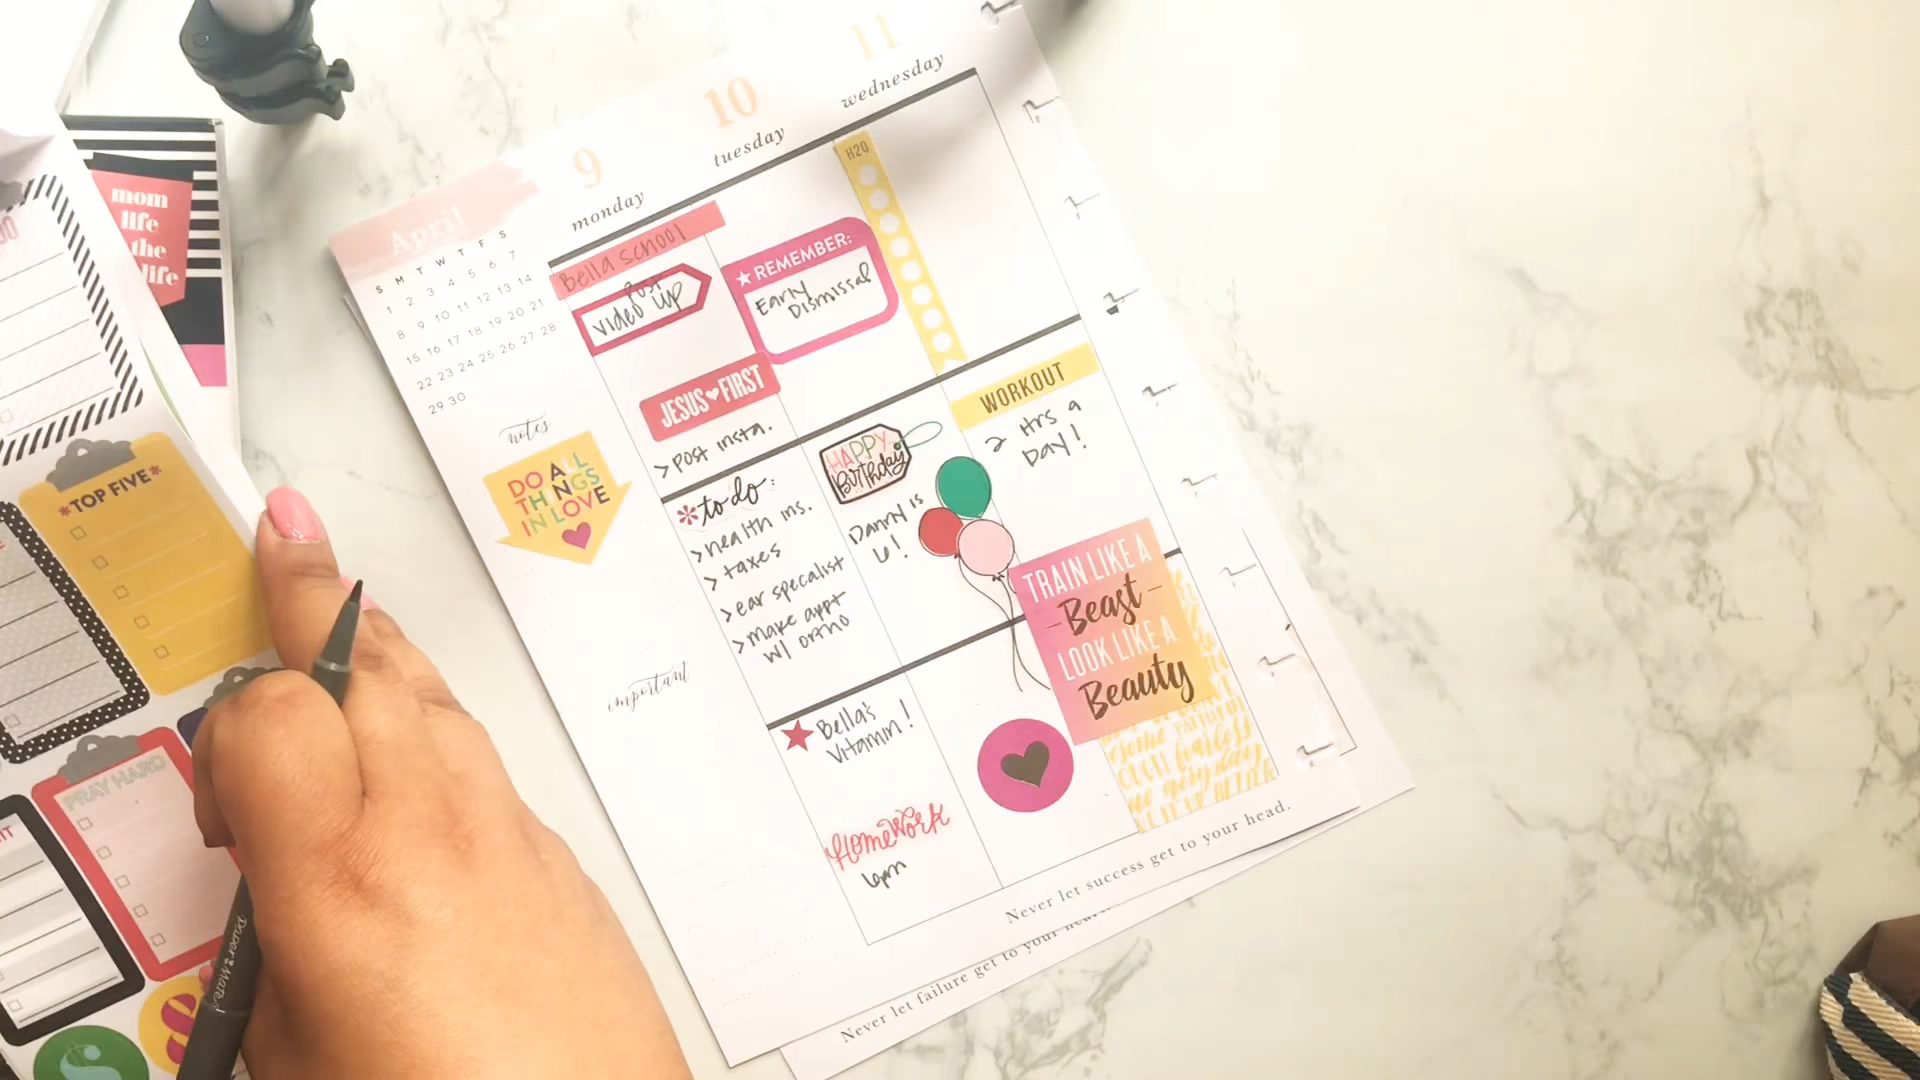 11
wednesday
10
tuesday
9
monday
April
S M T W T F S
1 2 3 4 5 6 7
8 9 10 11 12 13 14
15 16 17 18 19 20 21
22 23 24 25 26 27 28
29 30
notes
DO ALL
THINGS
IN LOVE
important
Bella School
Post
Video Up
JESUS FIRST
> Post insta.
*to do:
> health ins.
> taxes
> ear specialist
> make appt
w/ ortho
Bella's
Vitamin!
Homework
6pm
REMEMBER:
Early
Dismissal
HAPPY
Birthday
Danny is
6!
H2O
WORKOUT
2 Hrs a
Day!
TRAIN LIKE A
-Beast-
LOOK LIKE A
Beauty
fearless
Never let success get to your head.
Never let failure get to your heart.
mom
life
the
life
*TOP FIVE*
PRAY HARD
&
$